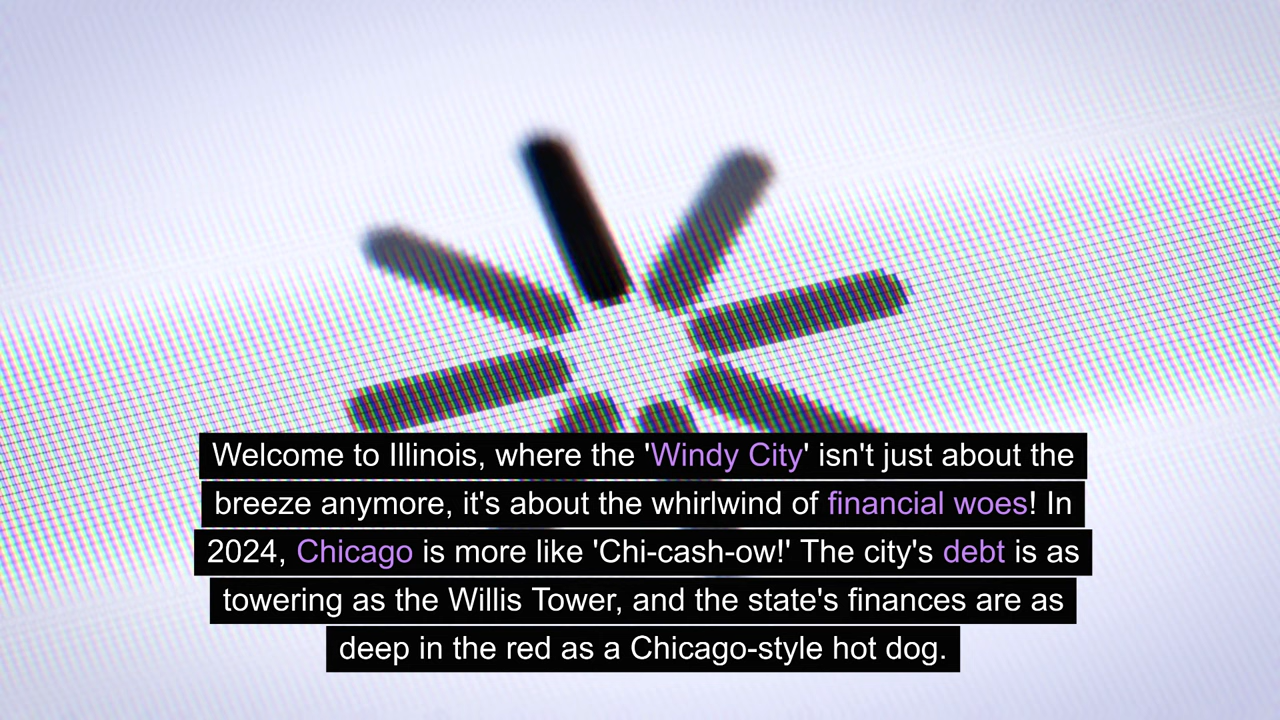 Welcome to Illinois, where the 'Windy City' isn't just about the
breeze anymore, it's about the whirlwind of financial woes! In
2024, Chicago is more like 'Chi-cash-ow!' The city's debt is as
towering as the Willis Tower, and the state's finances are as
deep in the red as a Chicago-style hot dog.